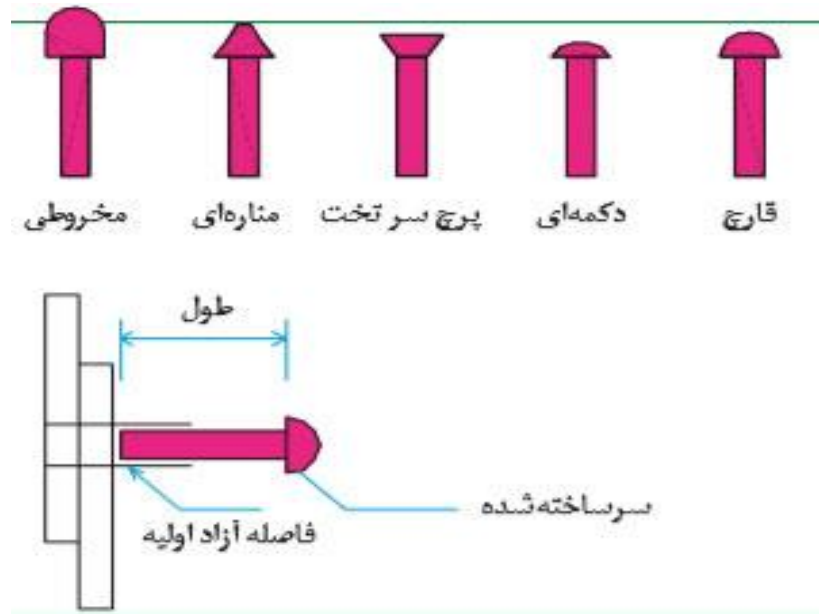 قارچ دکمه‌ای پرچ سر تخت مناره‌ای مخروطی
طول
سرساخته‌شده
فاصله آزاد اولیه